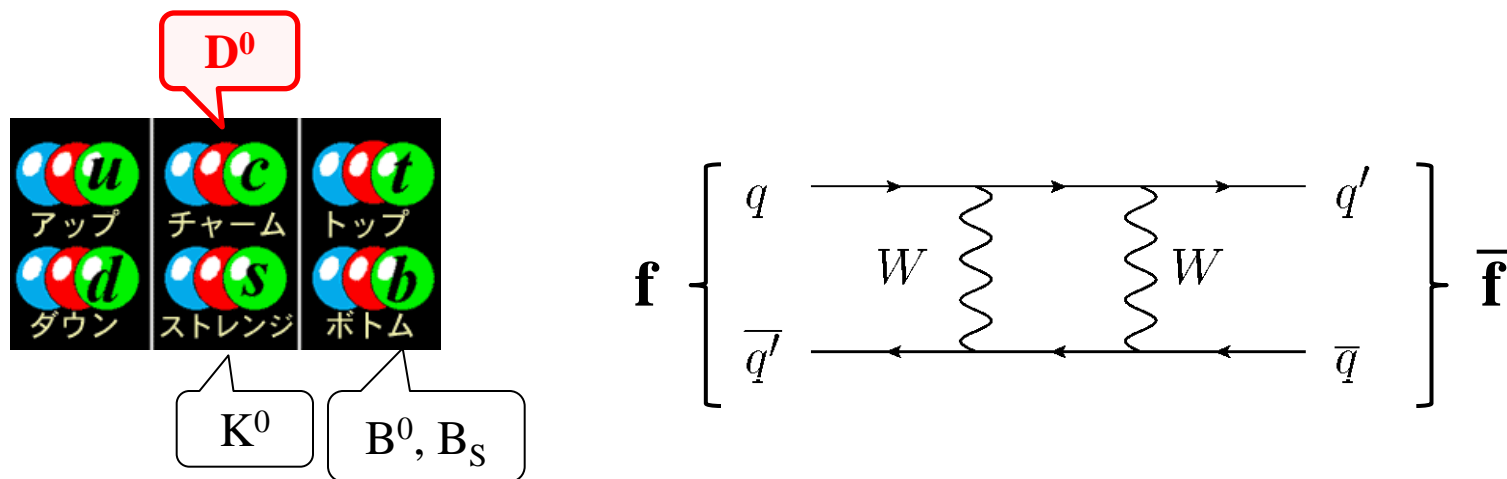 D⁰
u c t
アップ チャーム トップ
d s b
ダウン ストレンジ ボトム
K⁰
B⁰, B_S
q q′
f W W f̅
q̅′ q̅